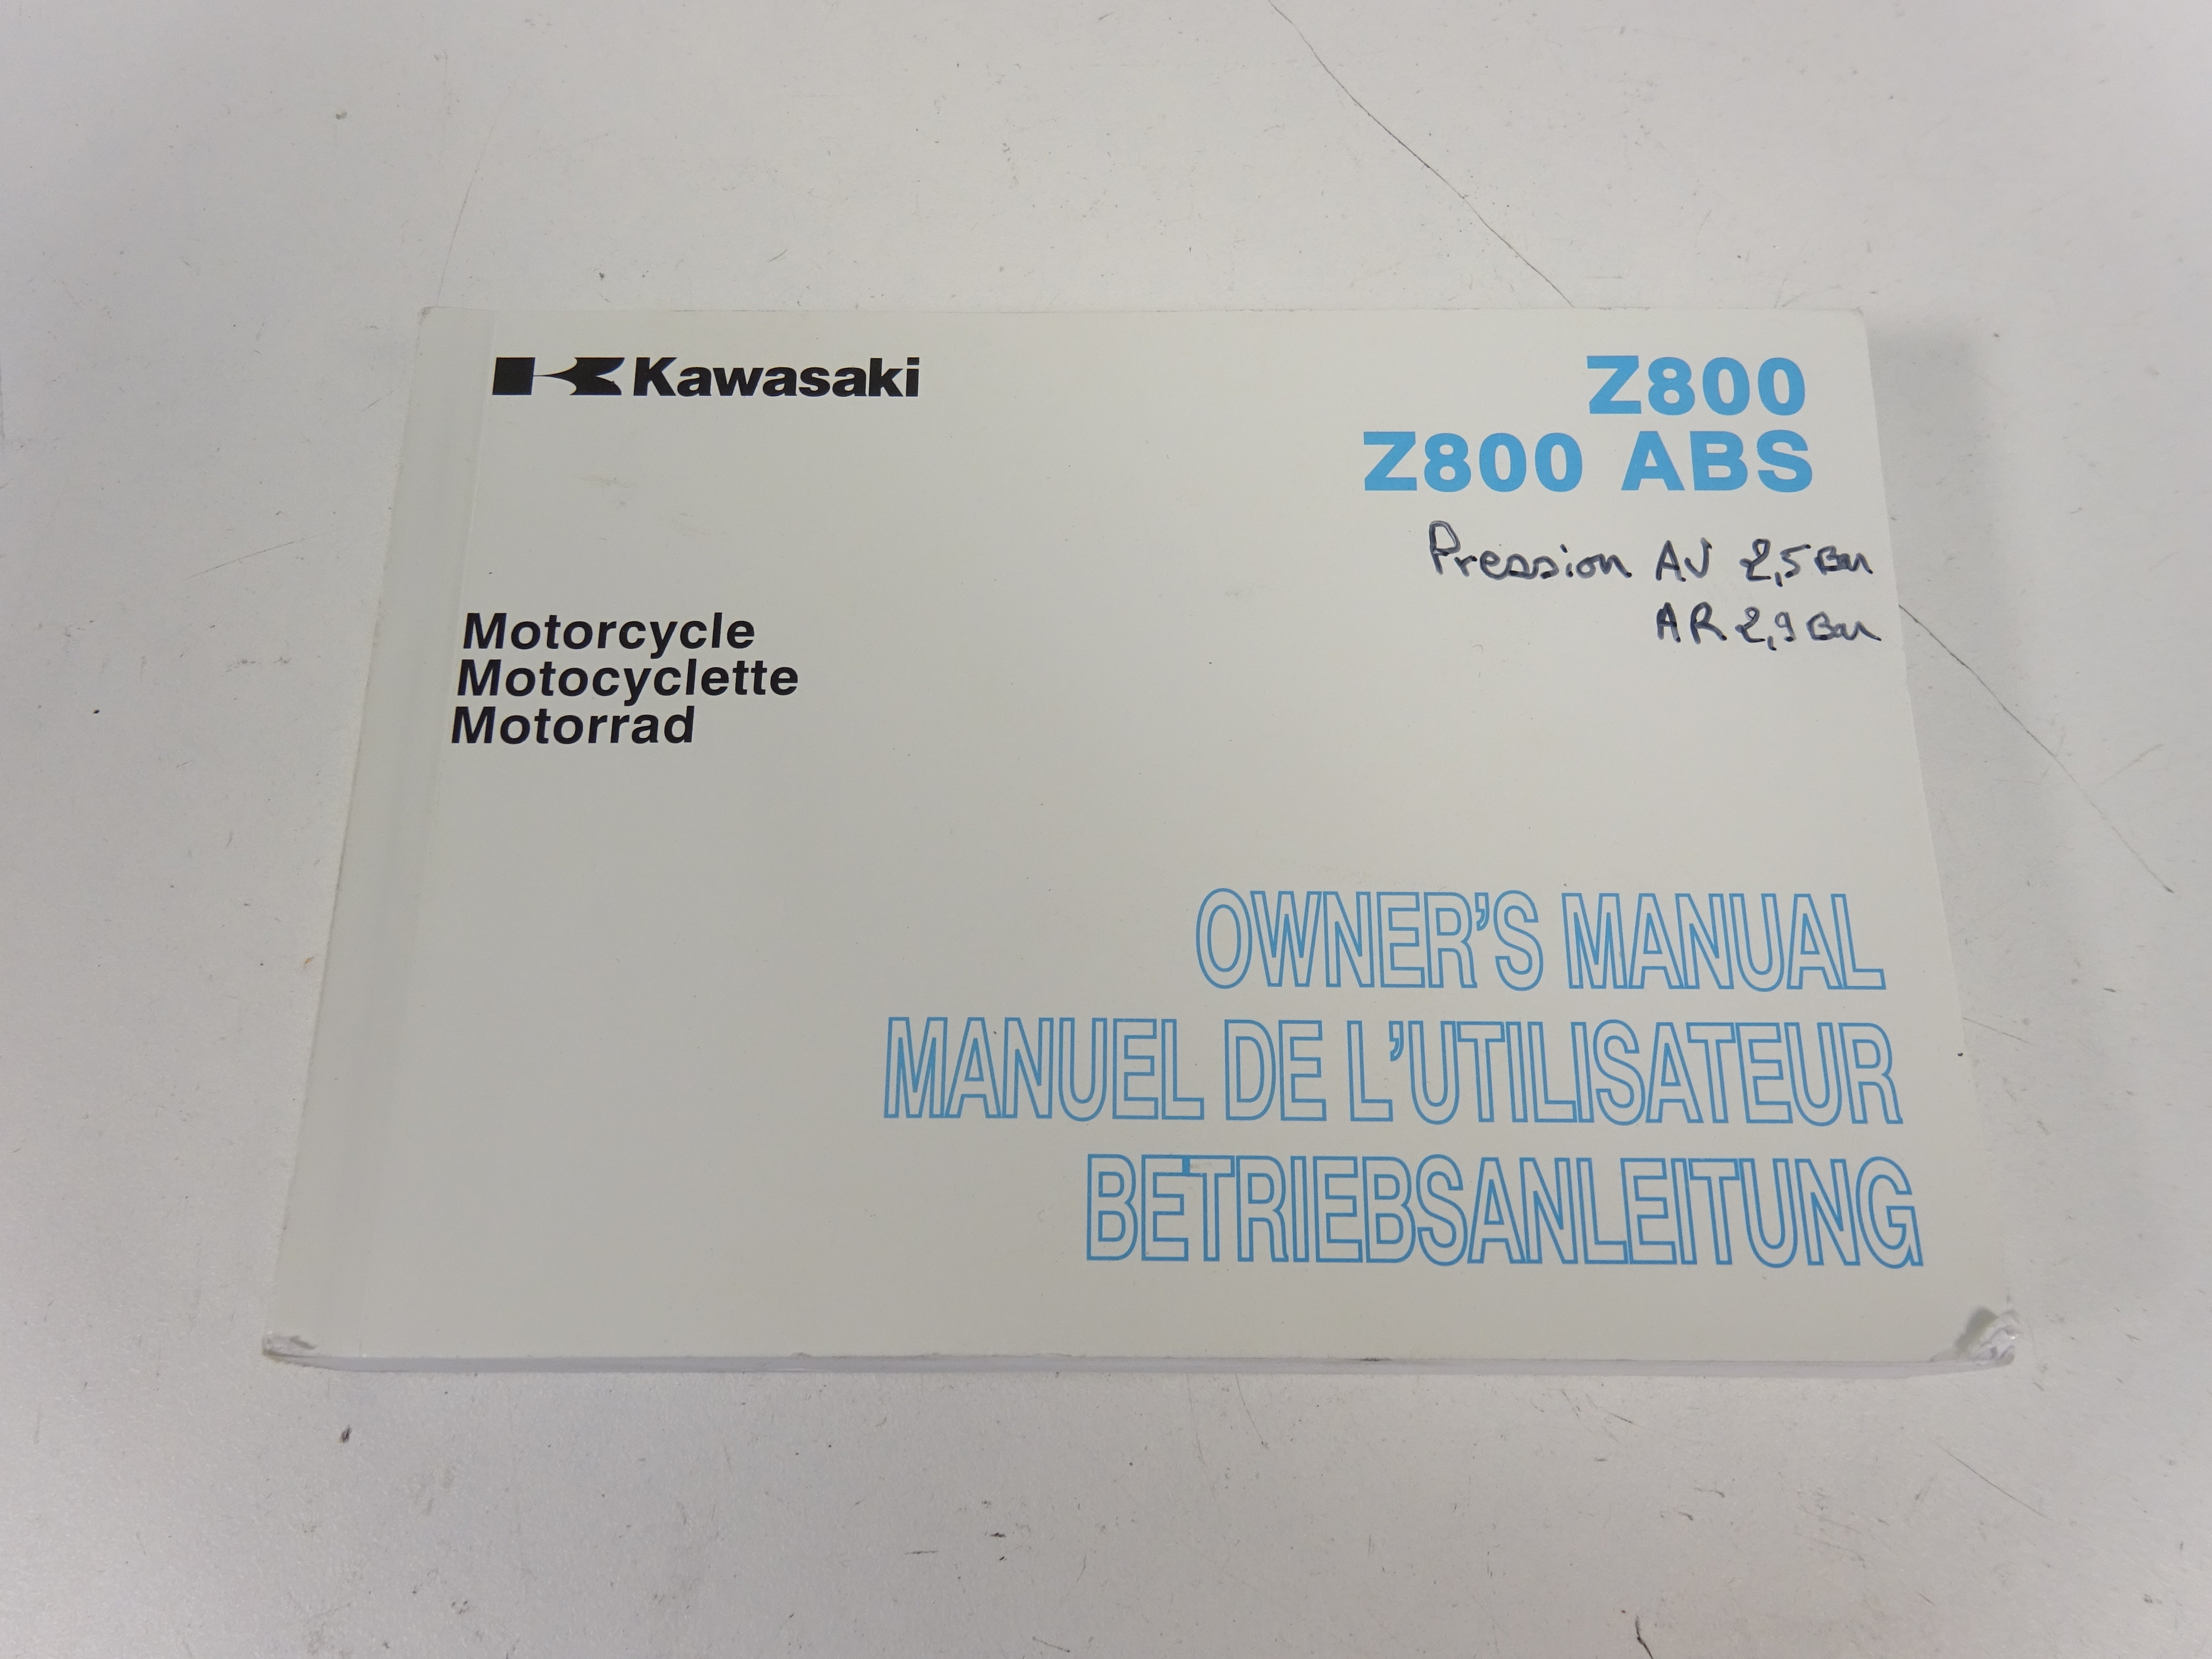 Kawasaki
Z800
Z800 ABS
Pression AV 2,5 Bar
AR 2,9 Bar
Motorcycle
Motocyclette
Motorrad
OWNER'S MANUAL
MANUEL DE L'UTILISATEUR
BETRIEBSANLEITUNG